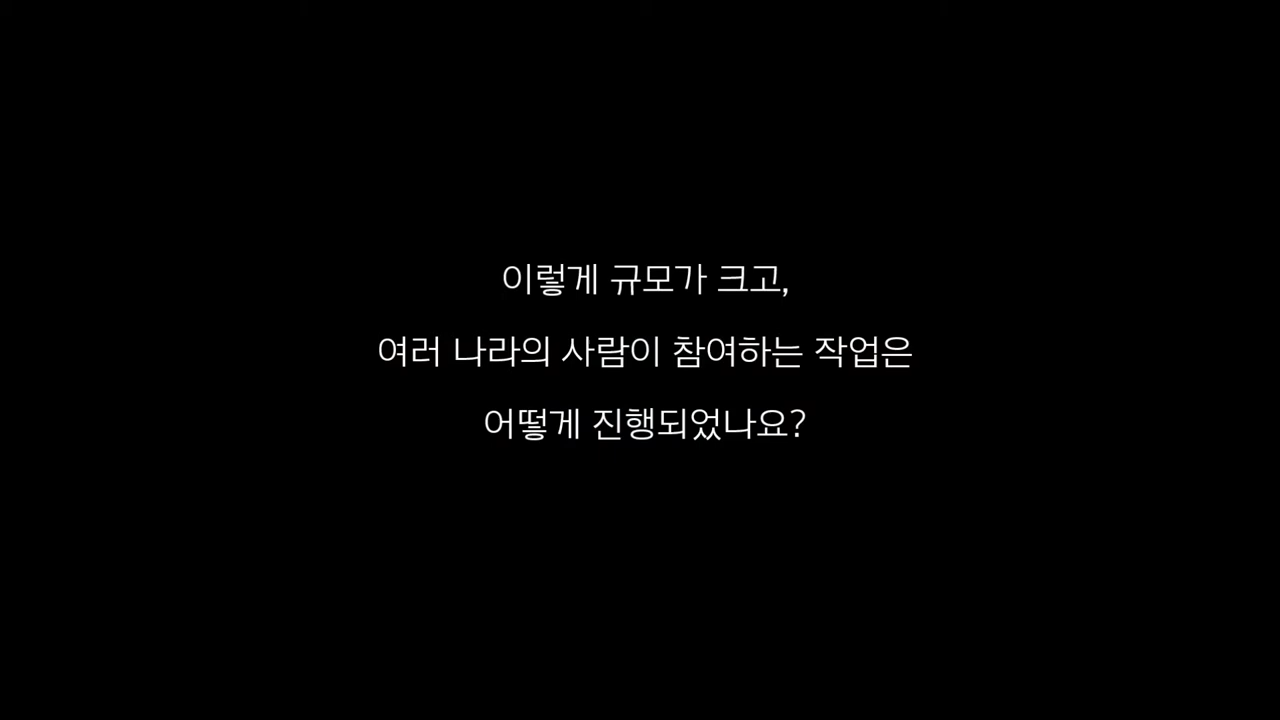 이렇게 규모가 크고,
여러 나라의 사람이 참여하는 작업은
어떻게 진행되었나요?